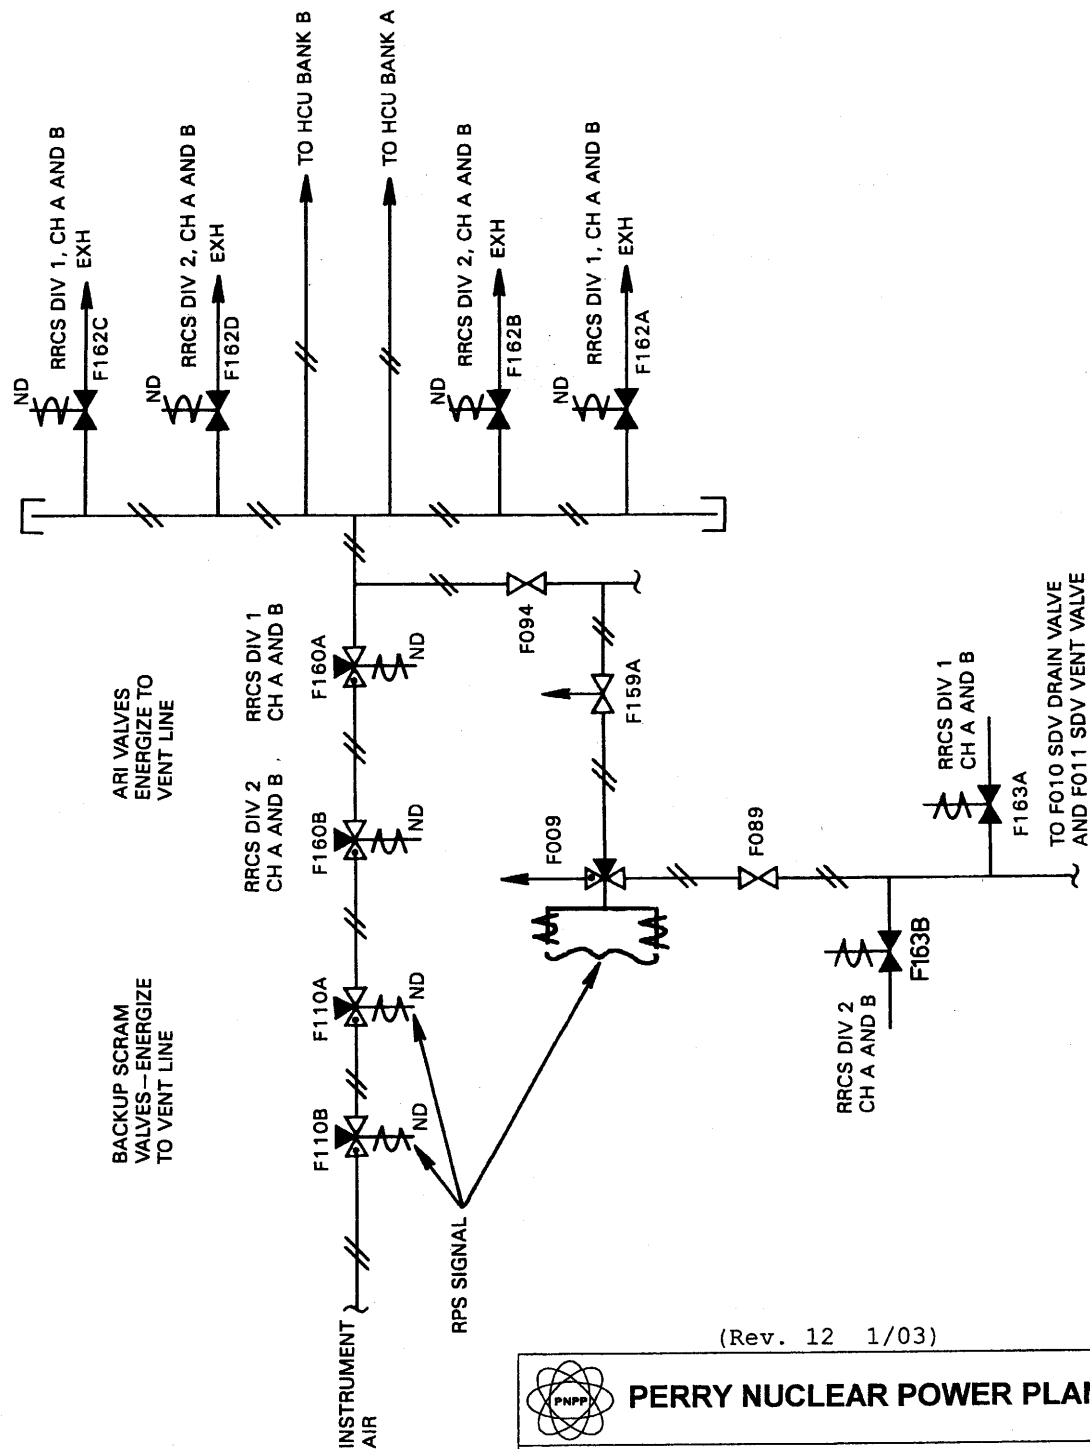 BACKUP SCRAM
VALVES—ENERGIZE
TO VENT LINE
ARI VALVES
ENERGIZE TO
VENT LINE
INSTRUMENT
AIR
F110B
ND
F110A
ND
RPS SIGNAL
RRCS DIV 2
CH A AND B
F160B
ND
RRCS DIV 1
CH A AND B
F160A
ND
F094
F159A
F009
F089
RRCS DIV 2
CH A AND B
F163B
RRCS DIV 1
CH A AND B
F163A
TO F010 SDV DRAIN VALVE
AND F011 SDV VENT VALVE
ND
RRCS DIV 1, CH A AND B
EXH
F162C
ND
RRCS DIV 2, CH A AND B
EXH
F162D
TO HCU BANK B
TO HCU BANK A
ND
RRCS DIV 2, CH A AND B
EXH
F162B
ND
RRCS DIV 1, CH A AND B
EXH
F162A
(Rev. 12 1/03)
PNPP
PERRY NUCLEAR POWER PLAN